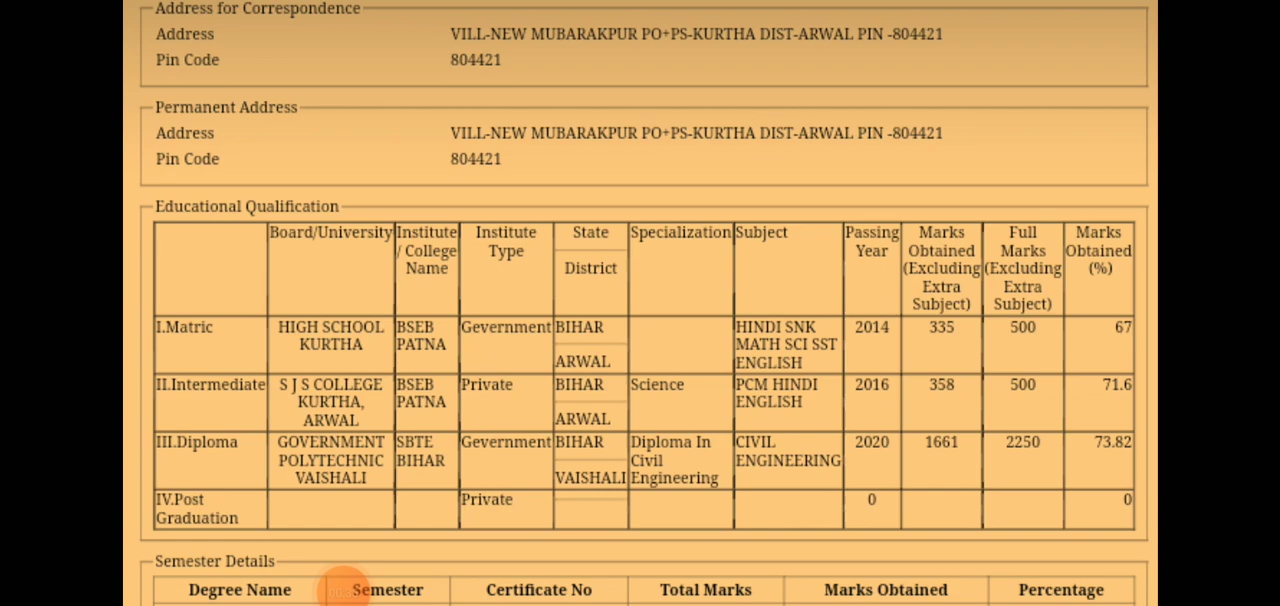 Address for Correspondence
Address VILL-NEW MUBARAKPUR PO+PS-KURTHA DIST-ARWAL PIN -804421
Pin Code 804421
Permanent Address
Address VILL-NEW MUBARAKPUR PO+PS-KURTHA DIST-ARWAL PIN -804421
Pin Code 804421
Educational Qualification
Board/University Institute / College Name Institute Type State District Specialization Subject Passing Year Marks Obtained (Excluding Extra Subject) Full Marks (Excluding Extra Subject) Marks Obtained (%)
I.Matric HIGH SCHOOL KURTHA BSEB PATNA Gevernment BIHAR ARWAL HINDI SNK MATH SCI SST ENGLISH 2014 335 500 67
II.Intermediate S J S COLLEGE KURTHA, ARWAL BSEB PATNA Private BIHAR ARWAL Science PCM HINDI ENGLISH 2016 358 500 71.6
III.Diploma GOVERNMENT POLYTECHNIC VAISHALI SBTE BIHAR Gevernment BIHAR VAISHALI Diploma In Civil Engineering CIVIL ENGINEERING 2020 1661 2250 73.82
IV.Post Graduation Private 0 0
Semester Details
Degree Name Semester Certificate No Total Marks Marks Obtained Percentage